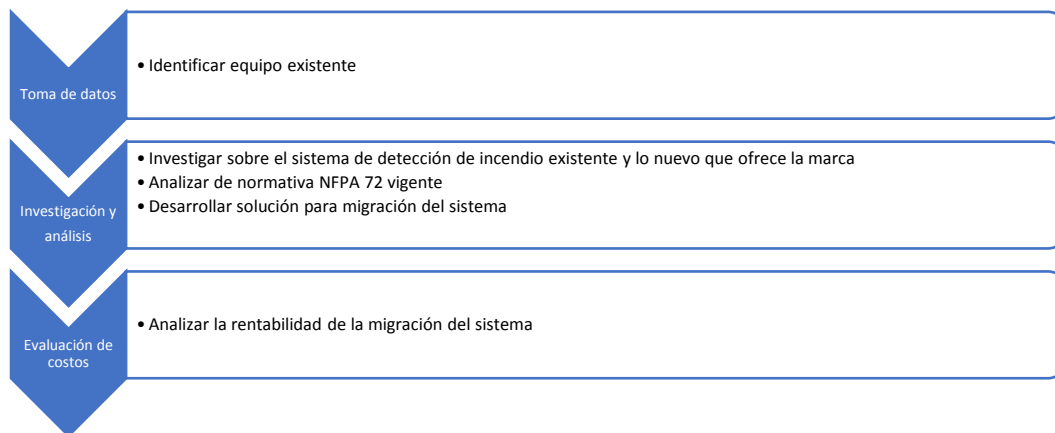 Toma de datos
• Identificar equipo existente
Investigación y
análisis
• Investigar sobre el sistema de detección de incendio existente y lo nuevo que ofrece la marca
• Analizar de normativa NFPA 72 vigente
• Desarrollar solución para migración del sistema
Evaluación de
costos
• Analizar la rentabilidad de la migración del sistema